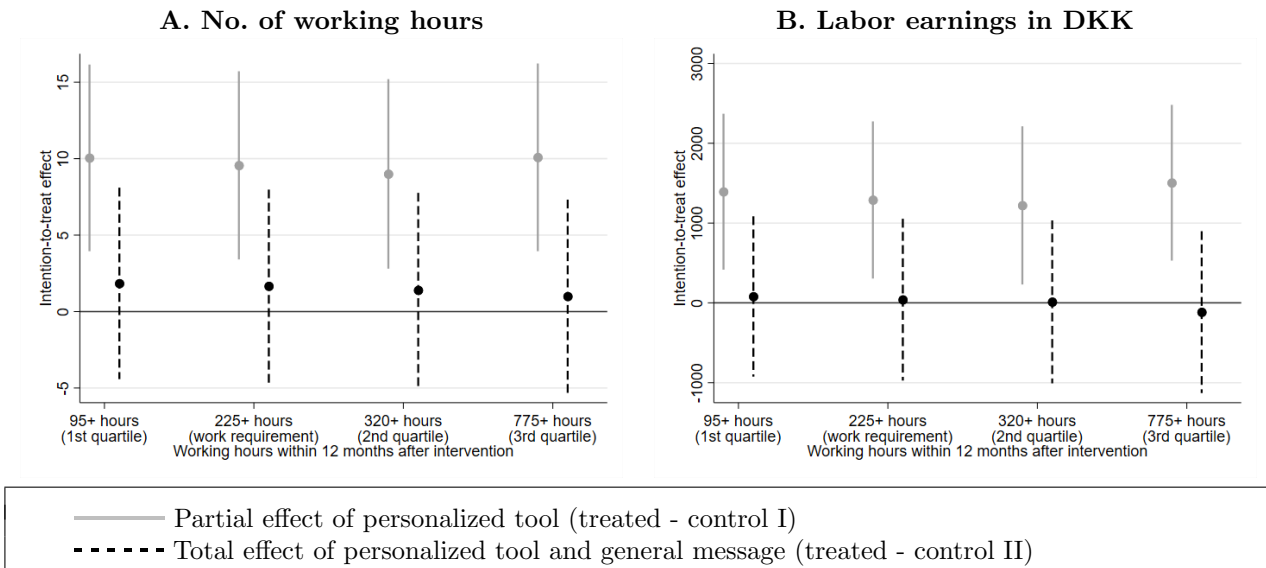 A. No. of working hours
Intention-to-treat effect
15
10
5
0
-5
95+ hours
(1st quartile)
225+ hours
(work requirement)
320+ hours
(2nd quartile)
775+ hours
(3rd quartile)
Working hours within 12 months after intervention
B. Labor earnings in DKK
Intention-to-treat effect
3000
2000
1000
0
-1000
95+ hours
(1st quartile)
225+ hours
(work requirement)
320+ hours
(2nd quartile)
775+ hours
(3rd quartile)
Working hours within 12 months after intervention
Partial effect of personalized tool (treated - control I)
Total effect of personalized tool and general message (treated - control II)